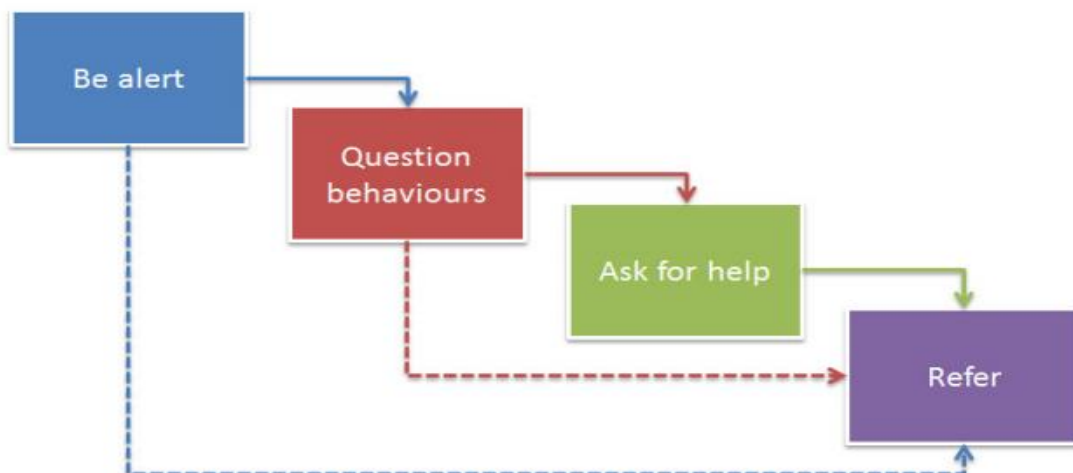 Be alert
Question
behaviours
Ask for help
Refer